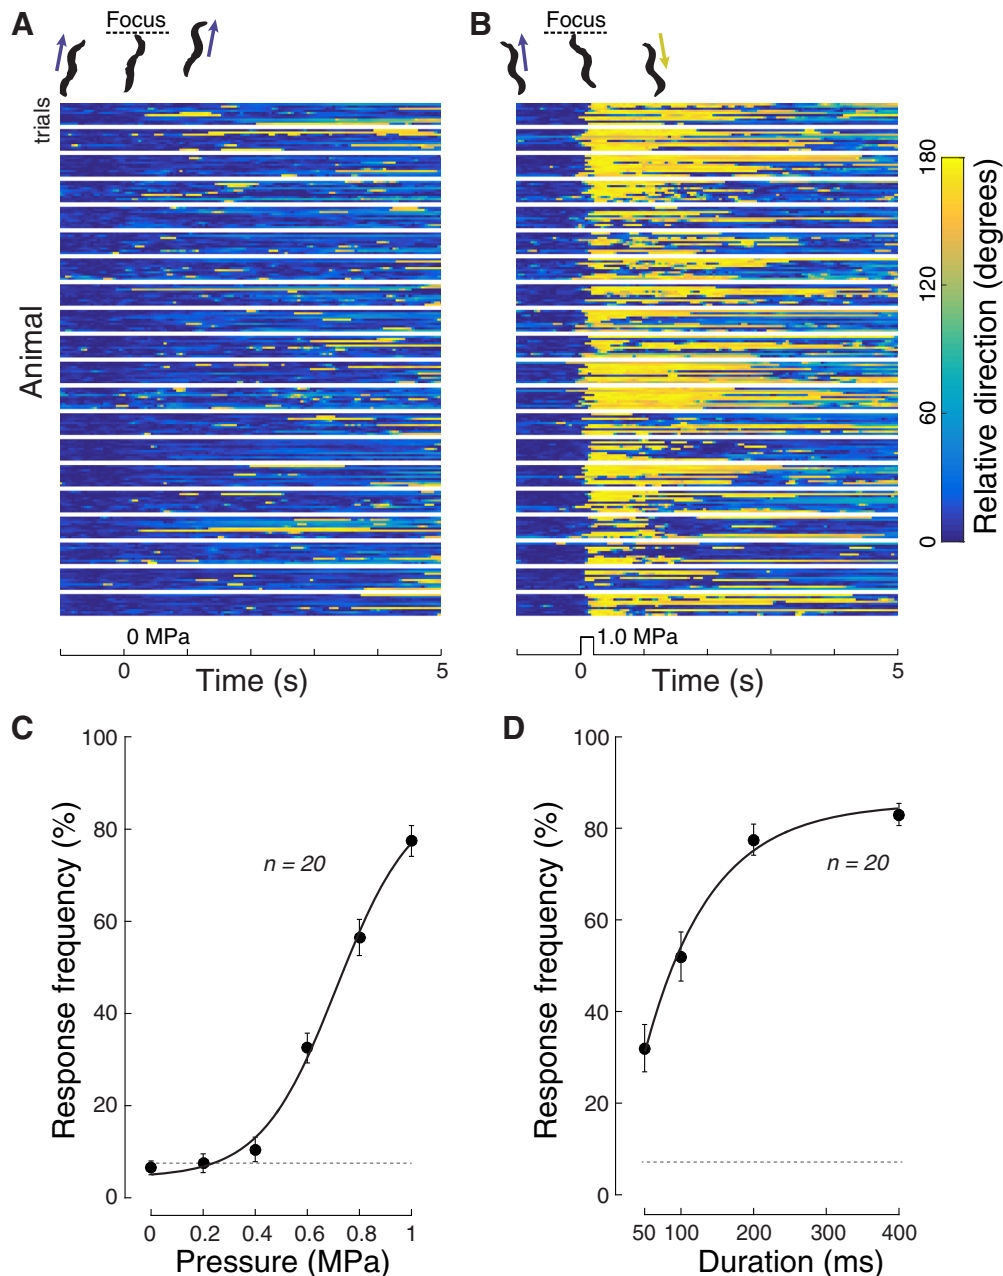 A
Focus
trials
Animal
0 MPa
0
5
Time (s)
B
Focus
1.0 MPa
0
5
Time (s)
0
60
120
180
Relative direction (degrees)
C
100
80
60
40
20
0
Response frequency (%)
n = 20
0
0.2
0.4
0.6
0.8
1
Pressure (MPa)
D
100
80
60
40
20
0
Response frequency (%)
n = 20
50
100
200
300
400
Duration (ms)